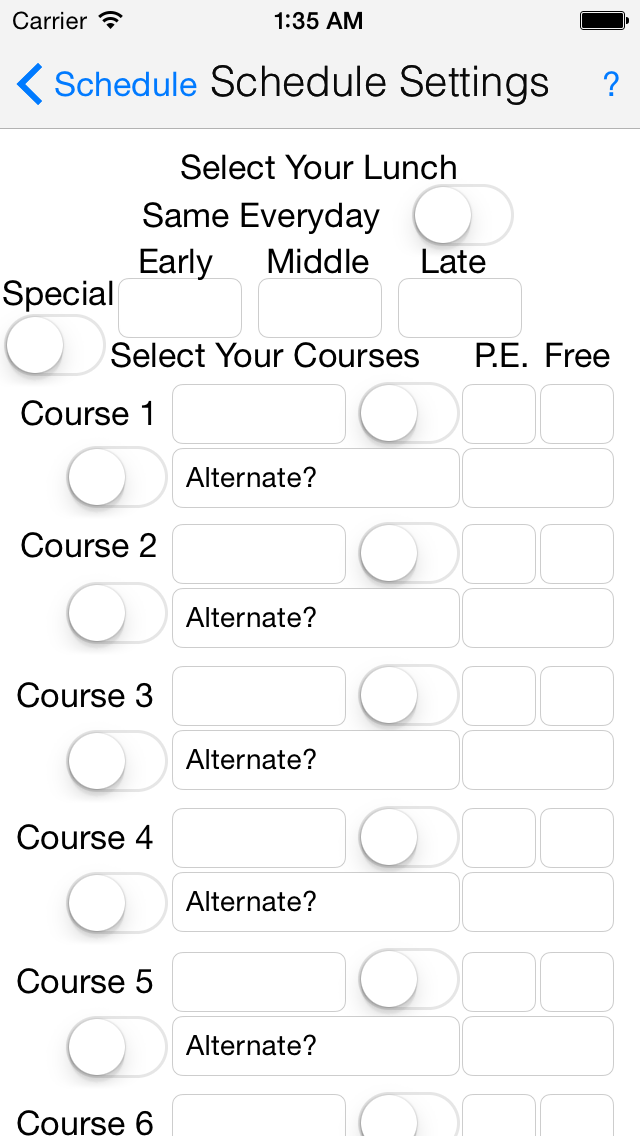 Carrier 1:35 AM
Schedule Schedule Settings ?
Select Your Lunch
Same Everyday
Early Middle Late
Special
Select Your Courses P.E. Free
Course 1
Alternate?
Course 2
Alternate?
Course 3
Alternate?
Course 4
Alternate?
Course 5
Alternate?
Course 6